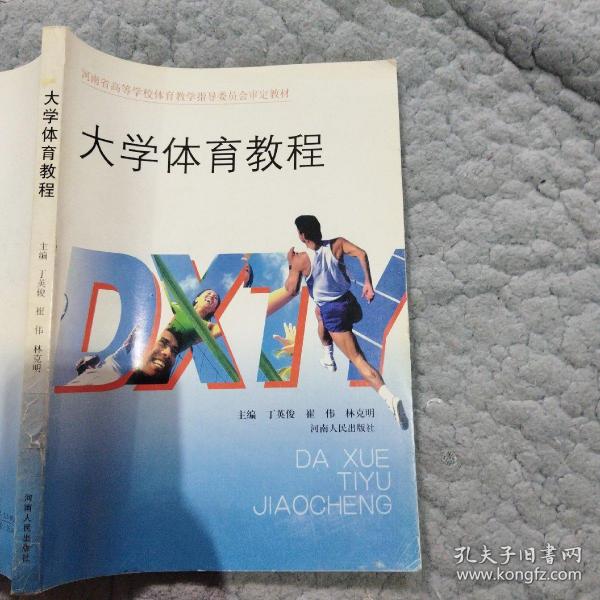 河南省高等学校体育教学指导委员会审定教材
大学体育教程
DXTY
主编 丁英俊 崔伟 林克明
河南人民出版社
DA XUE
TIYU
JIAOCHENG
大学体育教程
主编 丁英俊 崔伟 林克明
河南人民出版社
孔夫子旧书网
www.kongfz.com